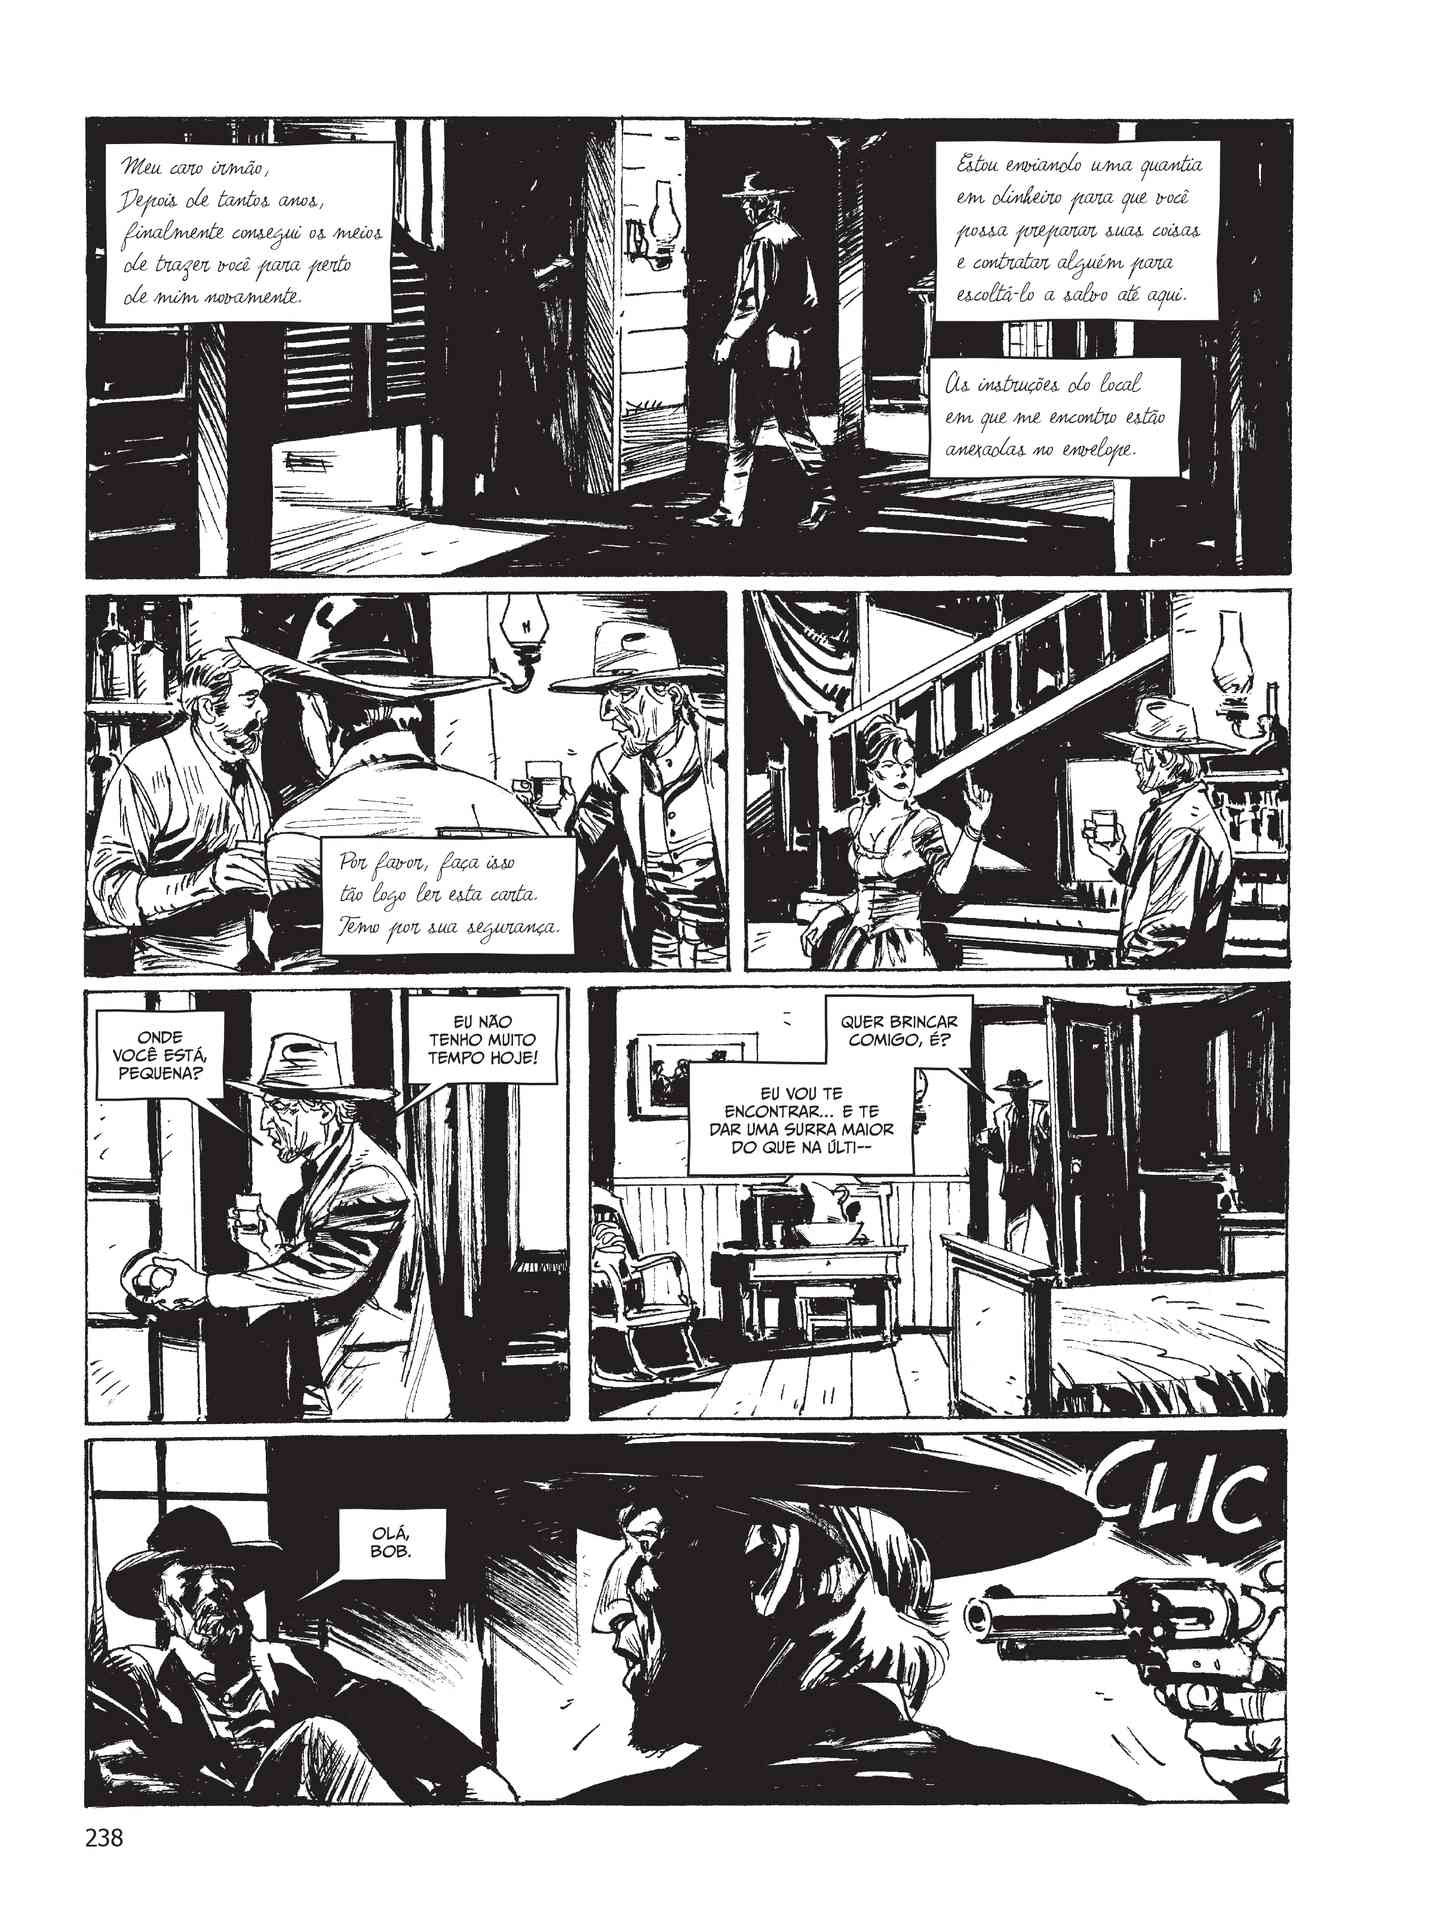 Meu caro irmão,
Depois de tantos anos,
finalmente consegui os meios
de trazer você para perto
de mim novamente.
Estou enviando uma quantia
em dinheiro para que você
possa preparar suas coisas
e contratar alguém para
escoltá-lo a salvo até aqui.
As instruções do local
em que me encontro estão
anexadas no envelope.
Por favor, faça isso
tão logo ler esta carta.
Temo por sua segurança.
ONDE
VOCÊ ESTÁ,
PEQUENA?
EU NÃO
TENHO MUITO
TEMPO HOJE!
QUER BRINCAR
COMIGO, É?
EU VOU TE
ENCONTRAR... E TE
DAR UMA SURRA MAIOR
DO QUE NA ÚLTI--
OLÁ,
BOB.
CLIC
238